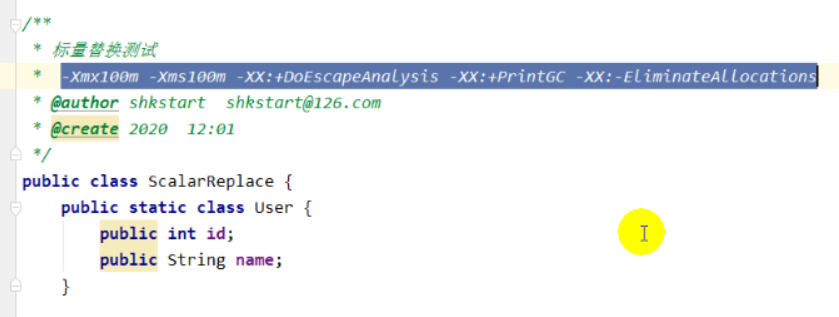 /**
 * 标量替换测试
 *  -Xmx100m -Xms100m -XX:+DoEscapeAnalysis -XX:+PrintGC -XX:-EliminateAllocations
 * @author shkstart  shkstart@126.com
 * @create 2020  12:01
 */
public class ScalarReplace {
    public static class User {
        public int id;
        public String name;
    }